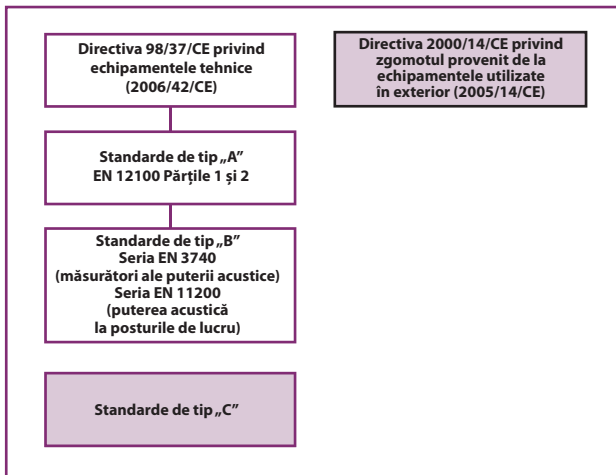 Directiva 98/37/CE privind
echipamentele tehnice
(2006/42/CE)
Directiva 2000/14/CE privind
zgomotul provenit de la
echipamentele utilizate
în exterior (2005/14/CE)
Standarde de tip „A”
EN 12100 Părțile 1 și 2
Standarde de tip „B”
Seria EN 3740
(măsurători ale puterii acustice)
Seria EN 11200
(puterea acustică
la posturile de lucru)
Standarde de tip „C”